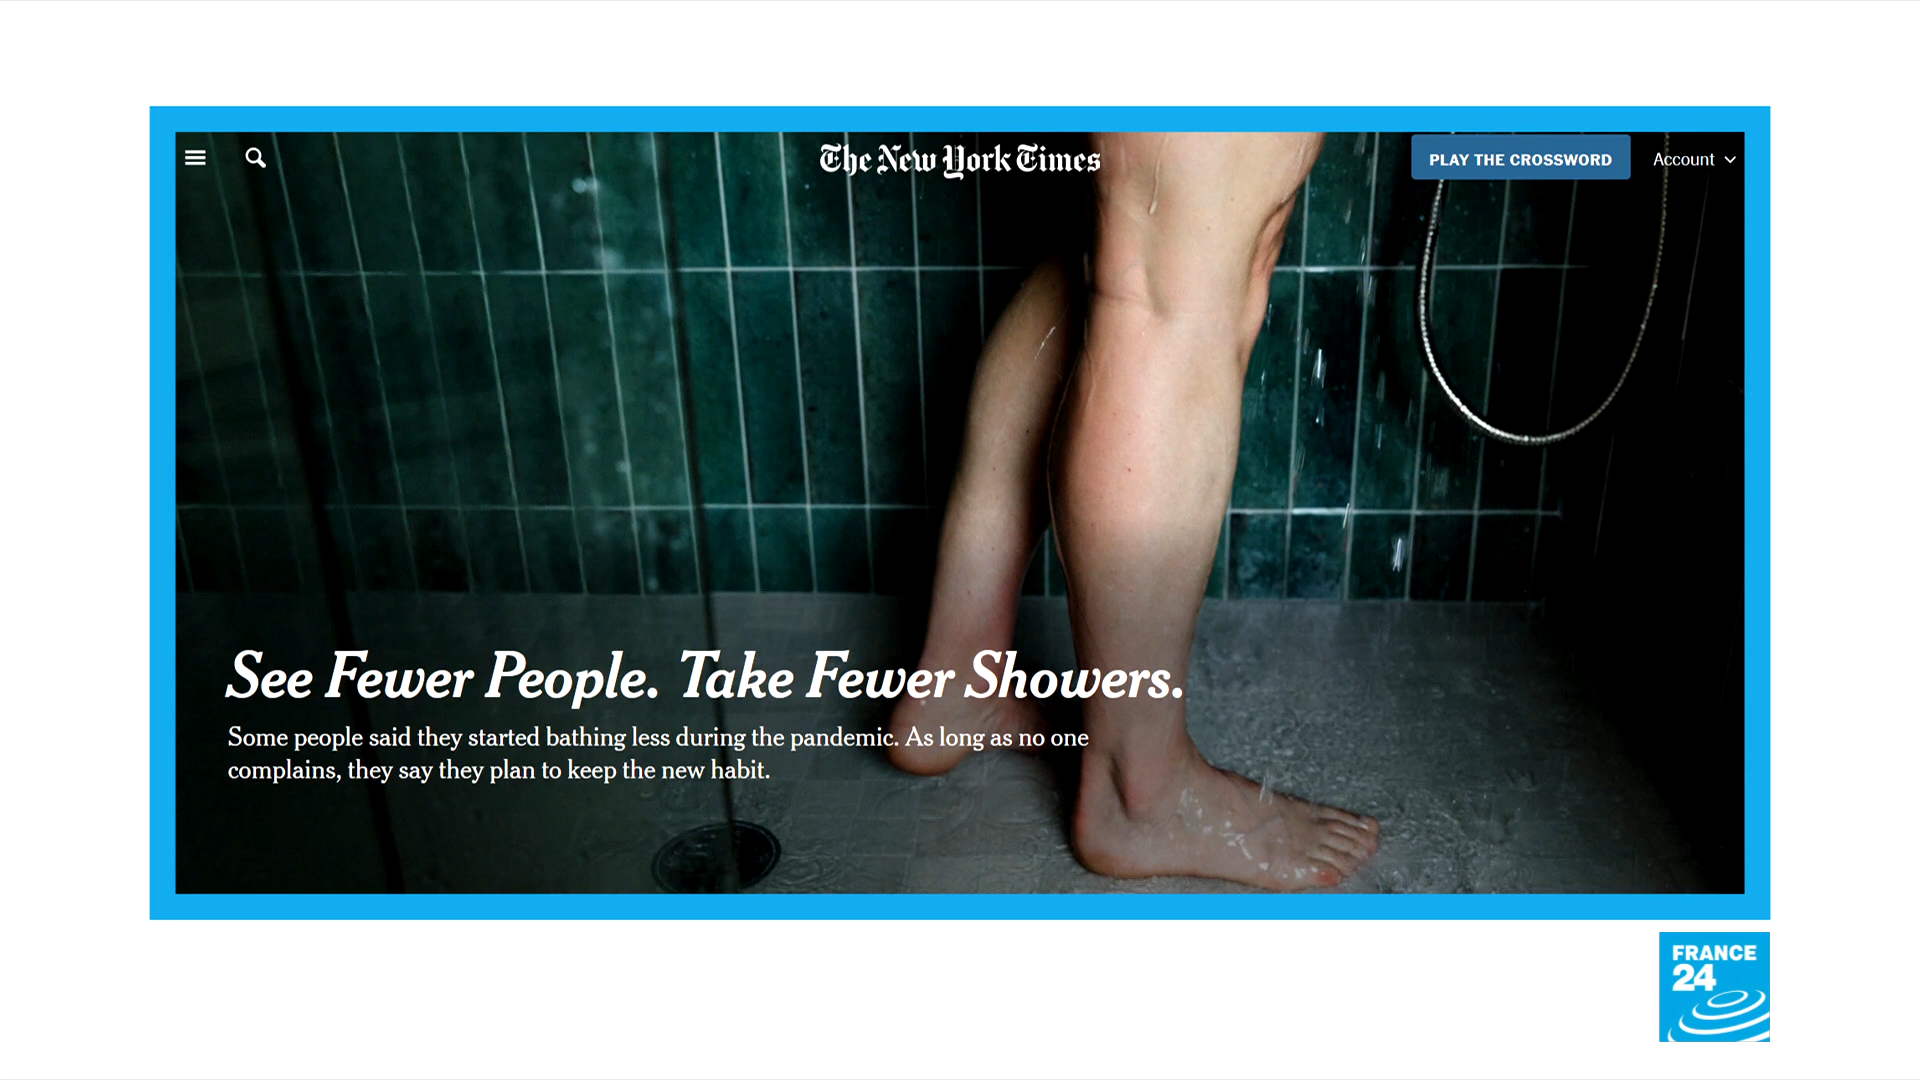 The New York Times
PLAY THE CROSSWORD
Account
See Fewer People. Take Fewer Showers.
Some people said they started bathing less during the pandemic. As long as no one
complains, they say they plan to keep the new habit.
FRANCE
24